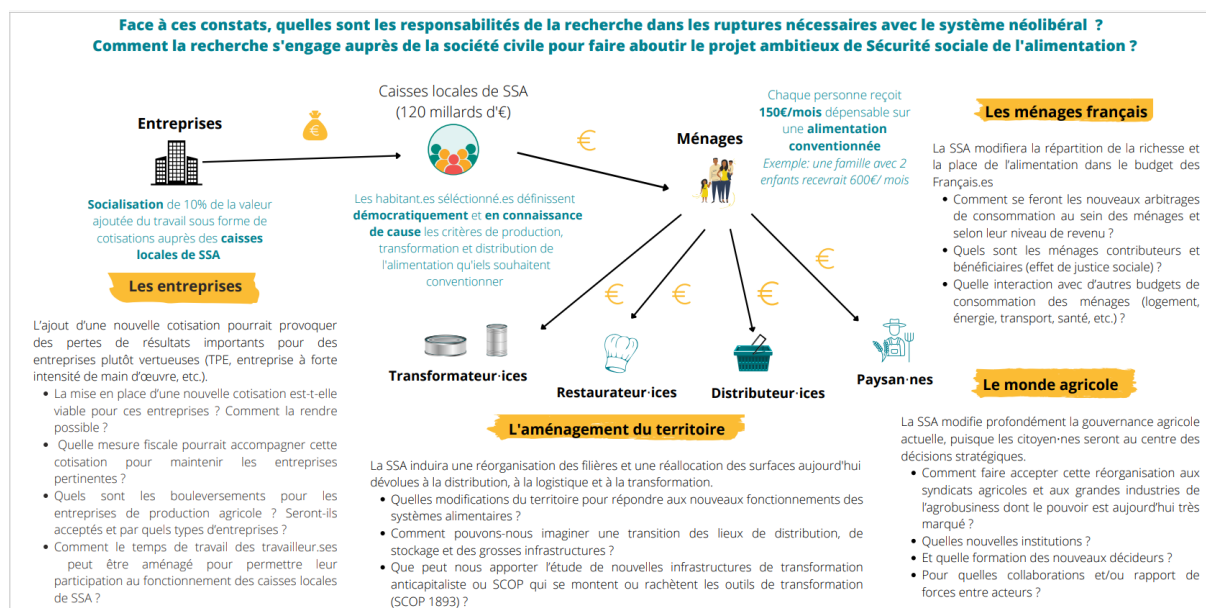 Face à ces constats, quelles sont les responsabilités de la recherche dans les ruptures nécessaires avec le système néolibéral ?
Comment la recherche s'engage auprès de la société civile pour faire aboutir le projet ambitieux de Sécurité sociale de l'alimentation ?
Entreprises
€
Socialisation de 10% de la valeur
ajoutée du travail sous forme de
cotisations auprès des caisses
locales de SSA
Caisses locales de SSA
(120 millards d'€)
Les habitant.es séléctionné.es définissent
démocratiquement et en connaissance
de cause les critères de production,
transformation et distribution de
l'alimentation qu'iels souhaitent
conventionner
€
Ménages
Chaque personne reçoit
150€/mois dépensable sur
une alimentation
conventionnée
Exemple: une famille avec 2
enfants recevrait 600€/ mois
€
€
€
€
Transformateur·ices
Restaurateur·ices
Distributeur·ices
Paysan·nes
Les entreprises
L'ajout d'une nouvelle cotisation pourrait provoquer
des pertes de résultats importants pour des
entreprises plutôt vertueuses (TPE, entreprise à forte
intensité de main d'œuvre, etc.).
• La mise en place d'une nouvelle cotisation est-t-elle
viable pour ces entreprises ? Comment la rendre
possible ?
• Quelle mesure fiscale pourrait accompagner cette
cotisation pour maintenir les entreprises
pertinentes ?
• Quels sont les bouleversements pour les
entreprises de production agricole ? Seront-ils
acceptés et par quels types d'entreprises ?
• Comment le temps de travail des travailleur.ses
peut être aménagé pour permettre leur
participation au fonctionnement des caisses locales
de SSA ?
L'aménagement du territoire
La SSA induira une réorganisation des filières et une réallocation des surfaces aujourd'hui
dévolues à la distribution, à la logistique et à la transformation.
• Quelles modifications du territoire pour répondre aux nouveaux fonctionnements des
systèmes alimentaires ?
• Comment pouvons-nous imaginer une transition des lieux de distribution, de
stockage et des grosses infrastructures ?
• Que peut nous apporter l'étude de nouvelles infrastructures de transformation
anticapitaliste ou SCOP qui se montent ou rachètent les outils de transformation
(SCOP 1893) ?
Les ménages français
La SSA modifiera la répartition de la richesse et
la place de l'alimentation dans le budget des
Français.es
• Comment se feront les nouveaux arbitrages
de consommation au sein des ménages et
selon leur niveau de revenu ?
• Quels sont les ménages contributeurs et
bénéficiaires (effet de justice sociale) ?
• Quelle interaction avec d'autres budgets de
consommation des ménages (logement,
énergie, transport, santé, etc.) ?
Le monde agricole
La SSA modifie profondément la gouvernance agricole
actuelle, puisque les citoyen·nes seront au centre des
décisions stratégiques.
• Comment faire accepter cette réorganisation aux
syndicats agricoles et aux grandes industries de
l'agrobusiness dont le pouvoir est aujourd'hui très
marqué ?
• Quelles nouvelles institutions ?
• Et quelle formation des nouveaux décideurs ?
• Pour quelles collaborations et/ou rapport de
forces entre acteurs ?